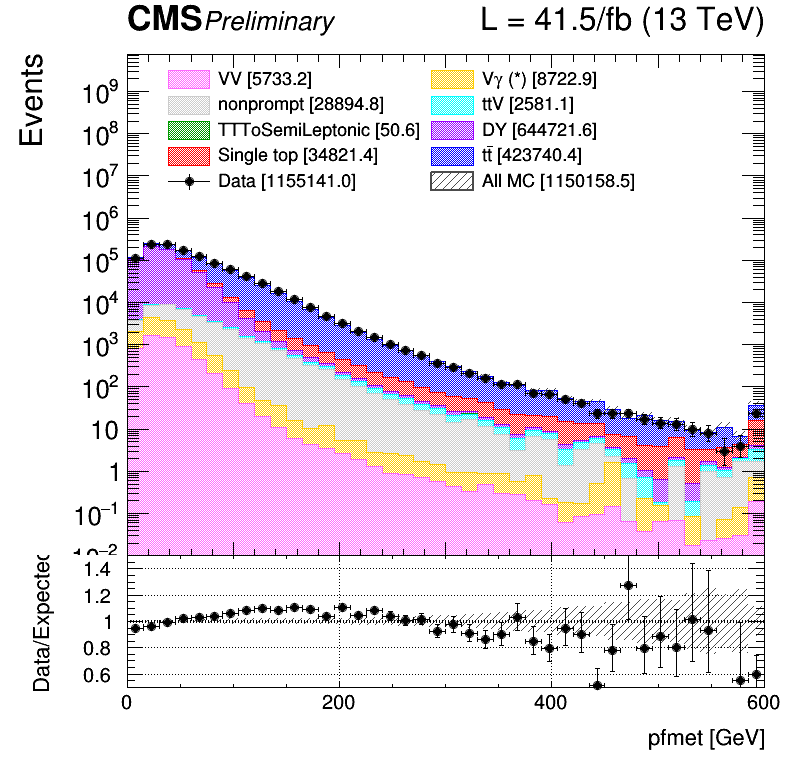 CMS Preliminary L = 41.5/fb (13 TeV)
Events
VV [5733.2] Vγ (*) [8722.9]
nonprompt [28894.8] ttV [2581.1]
TTToSemiLeptonic [50.6] DY [644721.6]
Single top [34821.4] tt̄ [423740.4]
Data [1155141.0] All MC [1150158.5]
10⁹
10⁸
10⁷
10⁶
10⁵
10⁴
10³
10²
10
1
10⁻¹
10⁻²
Data/Expected
1.4
1.2
1
0.8
0.6
0 200 400 600
pfmet [GeV]